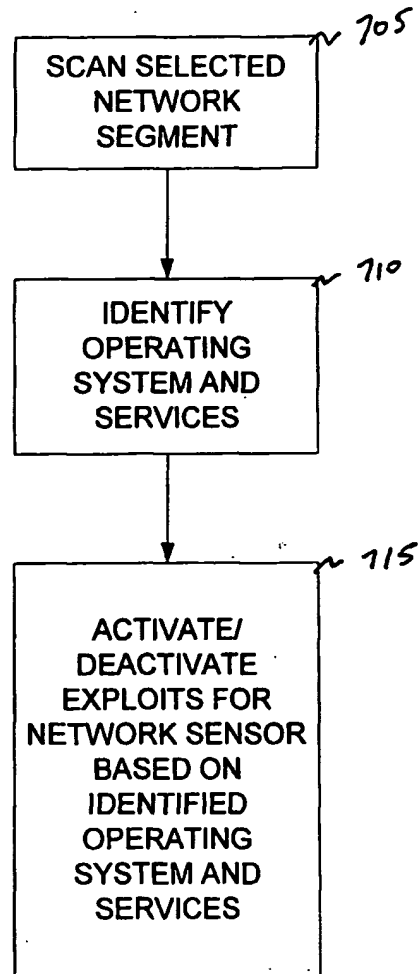 705
SCAN SELECTED
NETWORK
SEGMENT
710
IDENTIFY
OPERATING
SYSTEM AND
SERVICES
715
ACTIVATE/
DEACTIVATE
EXPLOITS FOR
NETWORK SENSOR
BASED ON
IDENTIFIED
OPERATING
SYSTEM AND
SERVICES